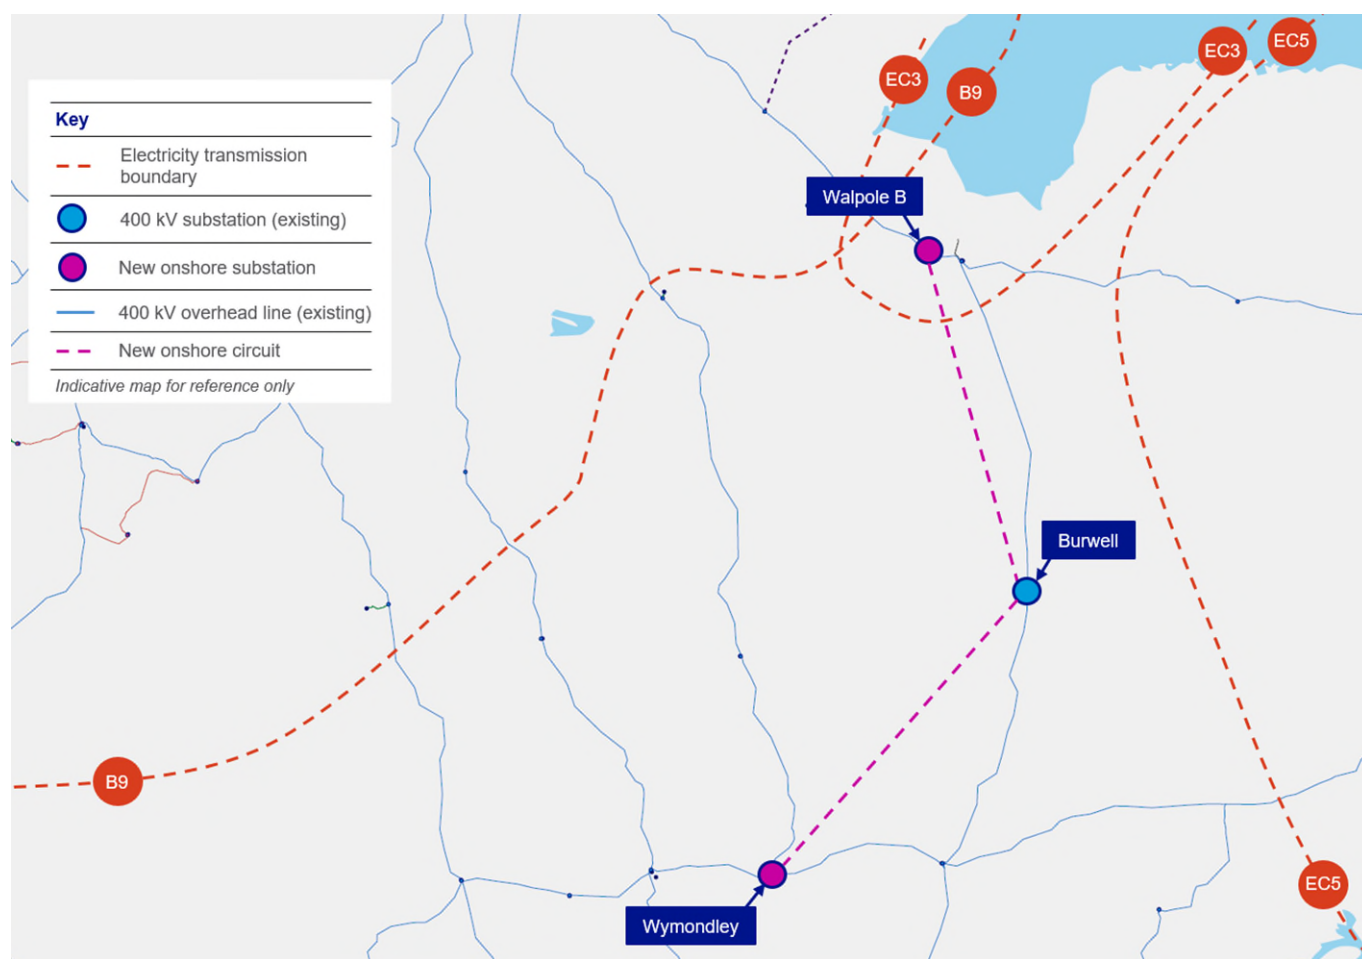 EC3
B9
EC3
EC5
Key
Electricity transmission
boundary
400 kV substation (existing)
New onshore substation
400 kV overhead line (existing)
New onshore circuit
Indicative map for reference only
Walpole B
Burwell
B9
EC5
Wymondley